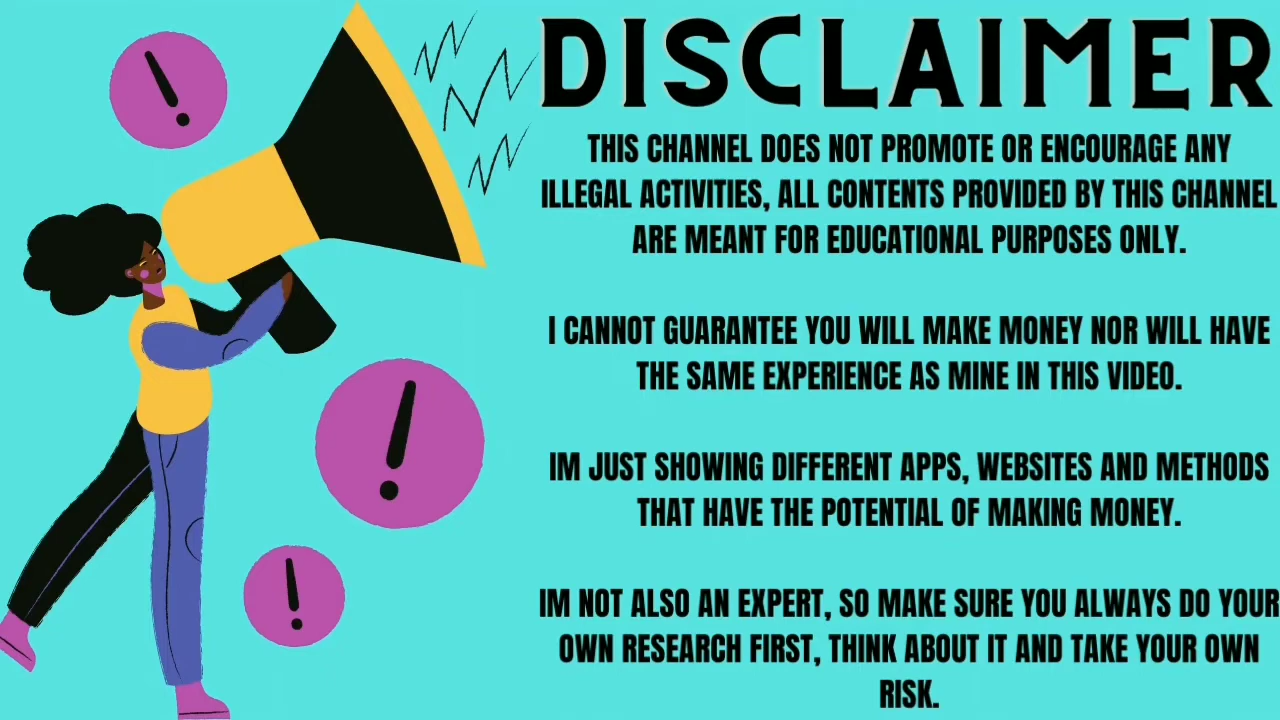 DISCLAIMER
THIS CHANNEL DOES NOT PROMOTE OR ENCOURAGE ANY
ILLEGAL ACTIVITIES, ALL CONTENTS PROVIDED BY THIS CHANNEL
ARE MEANT FOR EDUCATIONAL PURPOSES ONLY.
I CANNOT GUARANTEE YOU WILL MAKE MONEY NOR WILL HAVE
THE SAME EXPERIENCE AS MINE IN THIS VIDEO.
IM JUST SHOWING DIFFERENT APPS, WEBSITES AND METHODS
THAT HAVE THE POTENTIAL OF MAKING MONEY.
IM NOT ALSO AN EXPERT, SO MAKE SURE YOU ALWAYS DO YOUR
OWN RESEARCH FIRST, THINK ABOUT IT AND TAKE YOUR OWN
RISK.